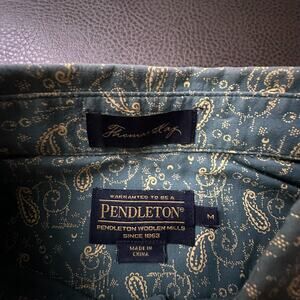 Thomas Kay
WARRANTED TO BE A
PENDLETON®
PENDLETON WOOLEN MILLS
SINCE 1863
M
MADE IN
CHINA